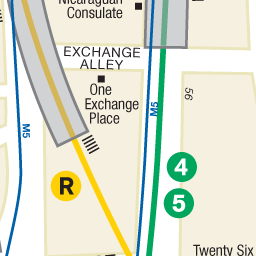 Nicaraguan
Consulate
EXCHANGE
ALLEY
One
Exchange
Place
M5
56
M5
4
R
5
Twenty Six